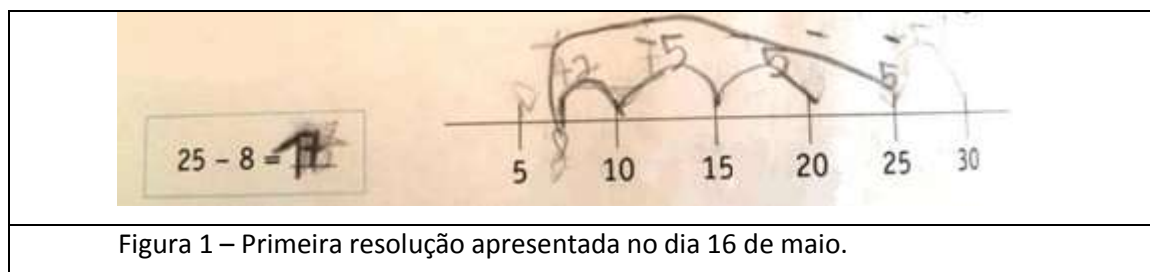 +2 +5 5 5
25 – 8 = 17
5 8 10 15 20 25 30
Figura 1 – Primeira resolução apresentada no dia 16 de maio.